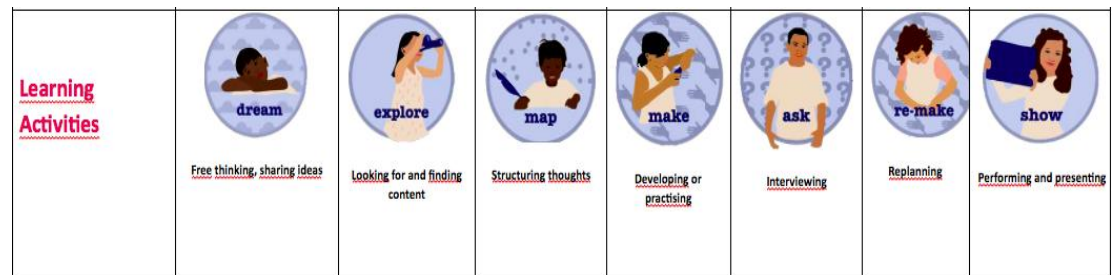 Learning
Activities
dream
explore
map
make
ask
re-make
show
Free thinking, sharing ideas
Looking for and finding
content
Structuring thoughts
Developing or
practising
Interviewing
Replanning
Performing and presenting